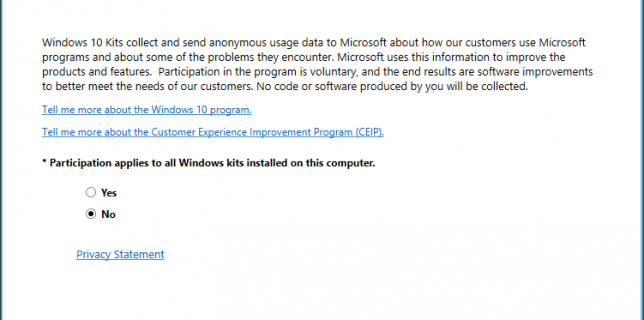 Windows 10 Kits collect and send anonymous usage data to Microsoft about how our customers use Microsoft
programs and about some of the problems they encounter. Microsoft uses this information to improve the
products and features.  Participation in the program is voluntary, and the end results are software improvements
to better meet the needs of our customers. No code or software produced by you will be collected.
Tell me more about the Windows 10 program.
Tell me more about the Customer Experience Improvement Program (CEIP).
* Participation applies to all Windows kits installed on this computer.
Yes
No
Privacy Statement